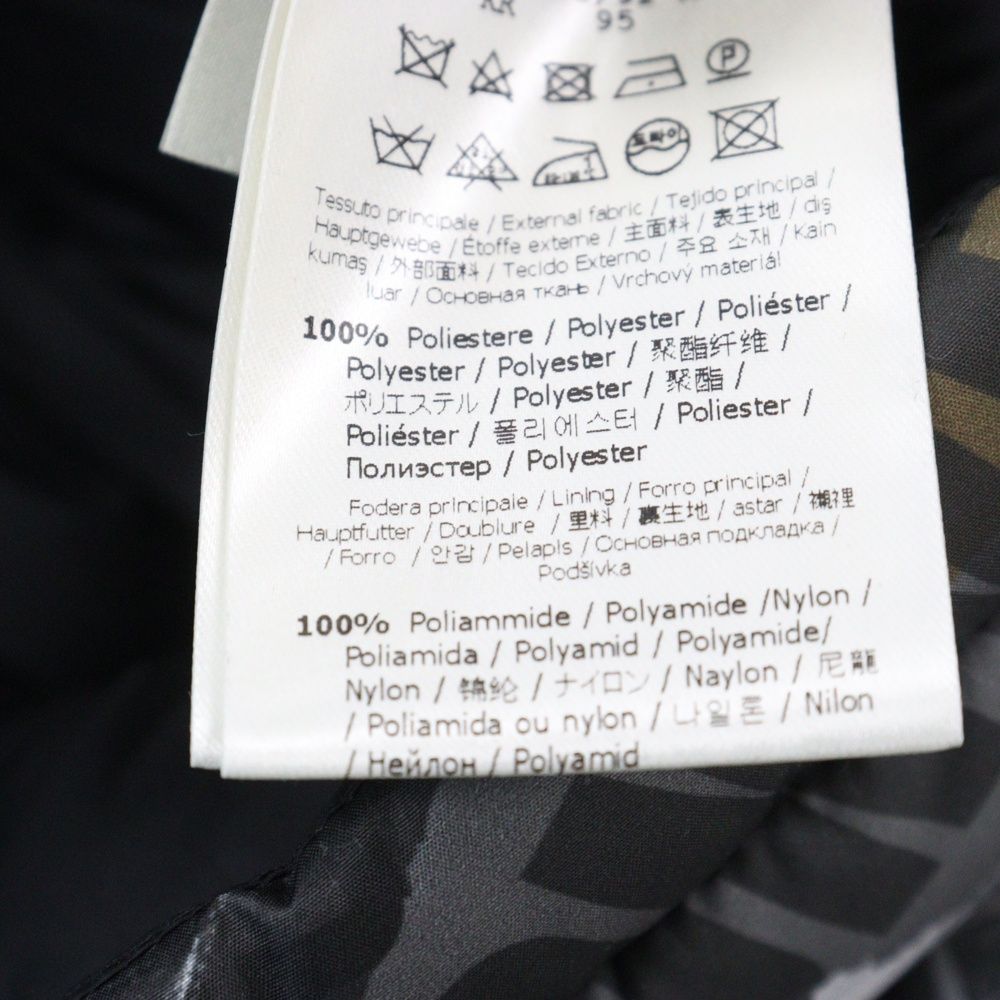 95
P
드라이
Tessuto principale / External fabric / Tejido principal /
Hauptgewebe / Étoffe externe / 主面料 / 表生地 / diş
kumaş / 外部面料 / Tecido Externo / 주요 소재 / Kain
luar / Основная ткань / Vrchový materiál
100% Poliestere / Polyester / Poliéster /
Polyester / Polyester / 聚酯纤维 /
ポリエステル / Polyester / 聚酯 /
Poliéster / 폴리에스터 / Poliester /
Полиэстер / Polyester
Fodera principale / Lining / Forro principal /
Hauptfutter / Doublure / 里料 / 裏生地 / astar / 襯裡
/ Forro / 안감 / Pelapis / Основная подкладка /
Podšívka
100% Poliammide / Polyamide /Nylon /
Poliamida / Polyamid / Polyamide/
Nylon / 锦纶 / ナイロン / Naylon / 尼龍
/ Poliamida ou nylon / 나일론 / Nilon
/ Нейлон / Polyamid